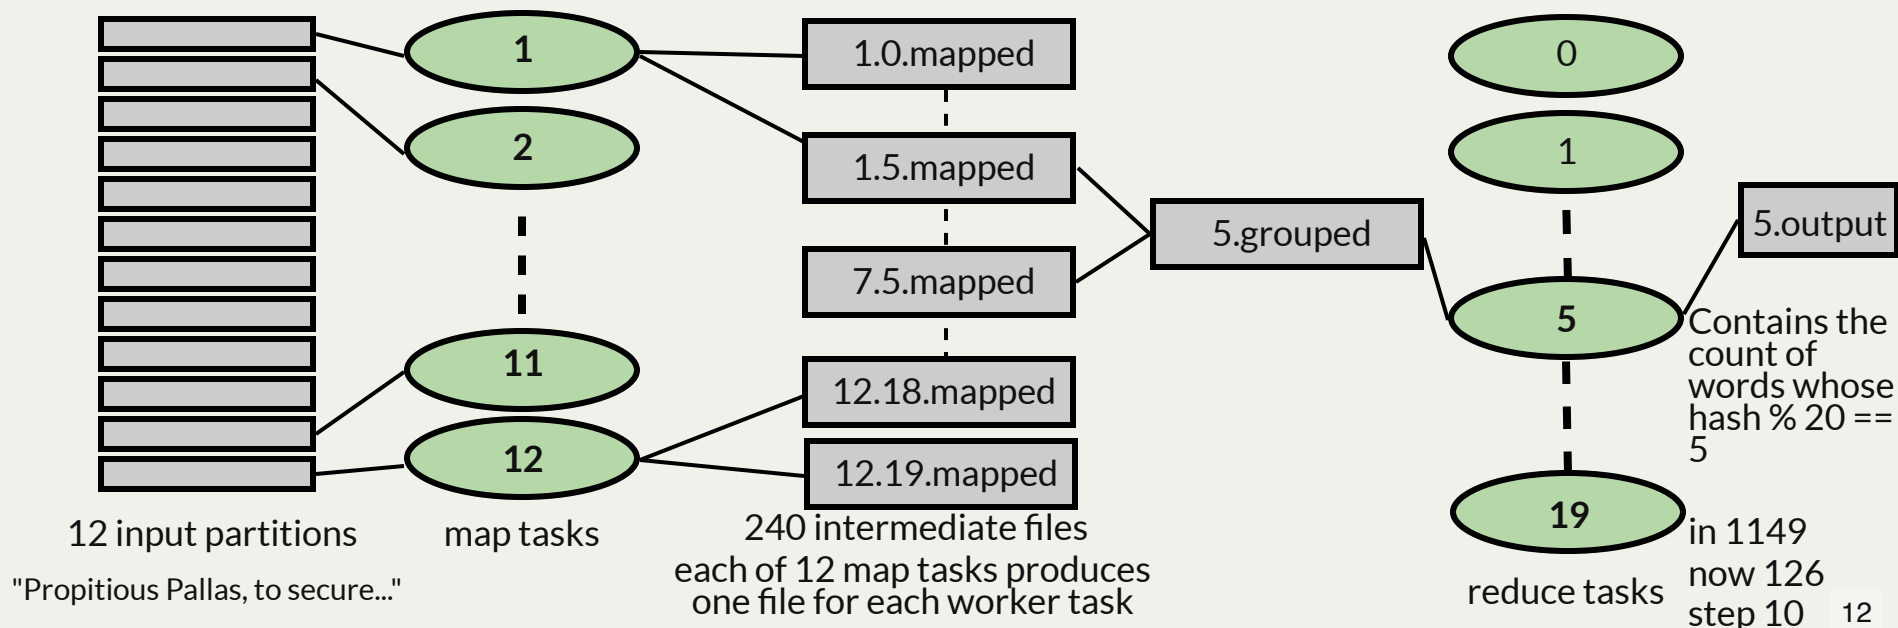 1
2
11
12
1.0.mapped
1.5.mapped
7.5.mapped
12.18.mapped
12.19.mapped
5.grouped
0
1
5
19
5.output
Contains the
count of
words whose
hash % 20 ==
5
in 1149
now 126
step 10
12 input partitions
"Propitious Pallas, to secure..."
map tasks
240 intermediate files
each of 12 map tasks produces
one file for each worker task
reduce tasks
12